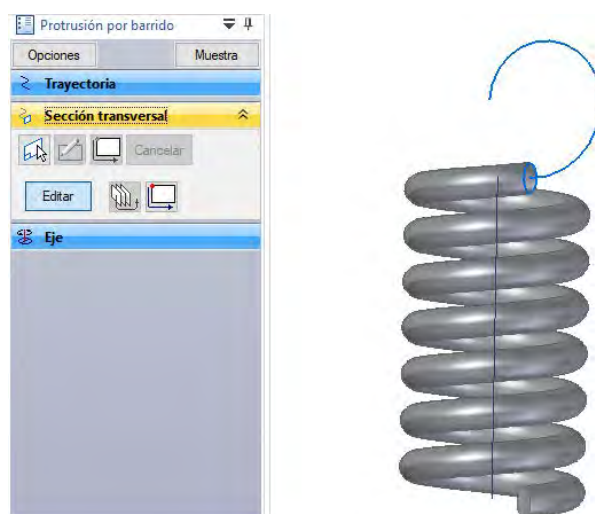 Protrusión por barrido
Opciones
Muestra
Trayectoria
Sección transversal
Cancelar
Editar
Eje